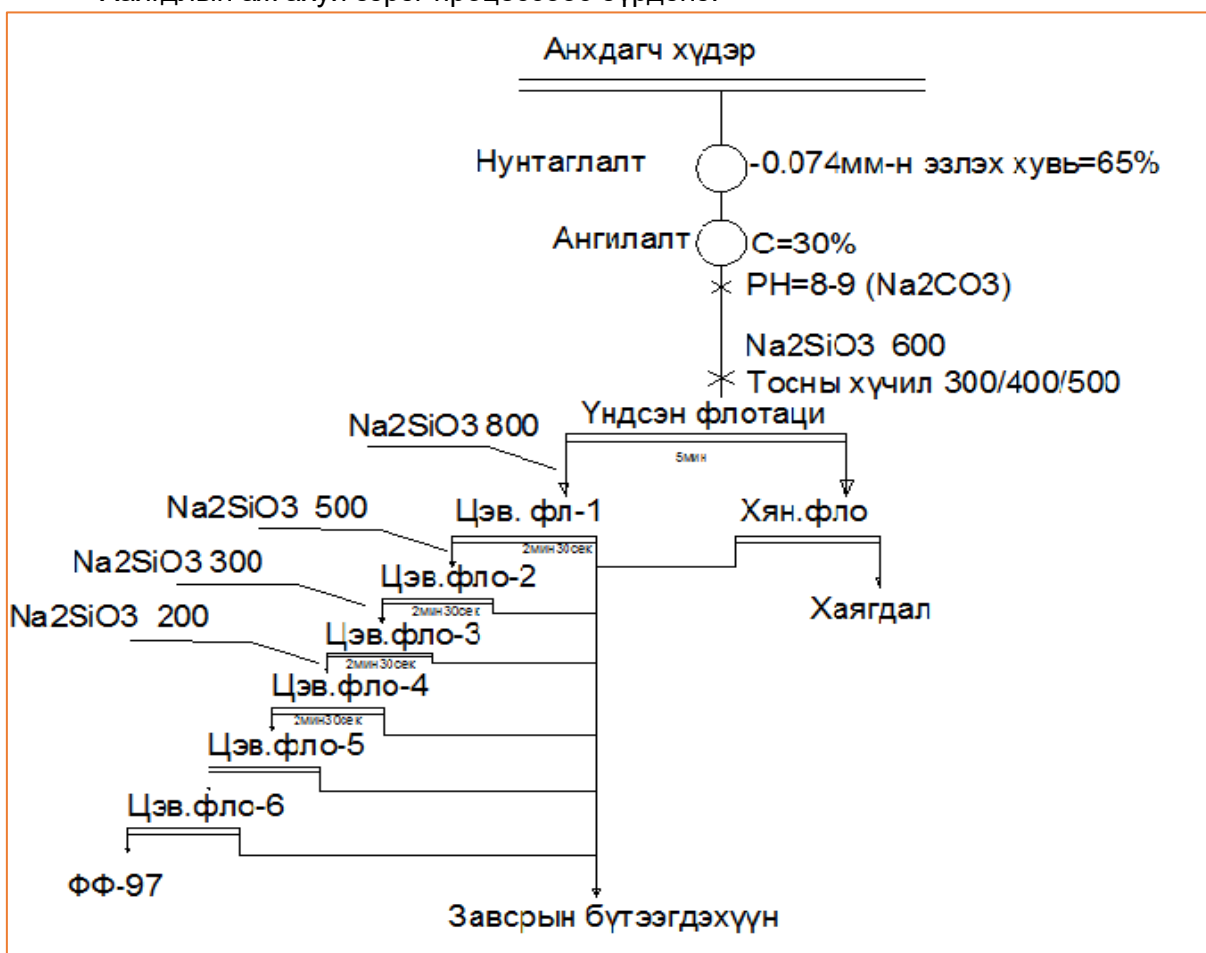 Анхдагч хүдэр
Нунтаглалт
-0.074мм-н эзлэх хувь=65%
Ангилалт
C=30%
PH=8-9 (Na2CO3)
Na2SiO3 600
Тосны хүчил 300/400/500
Үндсэн флотаци
5мин
Na2SiO3 800
Цэв. фл-1
Хян.фло
2мин30сек
Na2SiO3 500
Цэв.фло-2
2мин30сек
Хаягдал
Na2SiO3 300
Цэв.фло-3
2мин30сек
Na2SiO3 200
Цэв.фло-4
2мин30сек
Цэв.фло-5
Цэв.фло-6
ФФ-97
Завсрын бүтээгдэхүүн